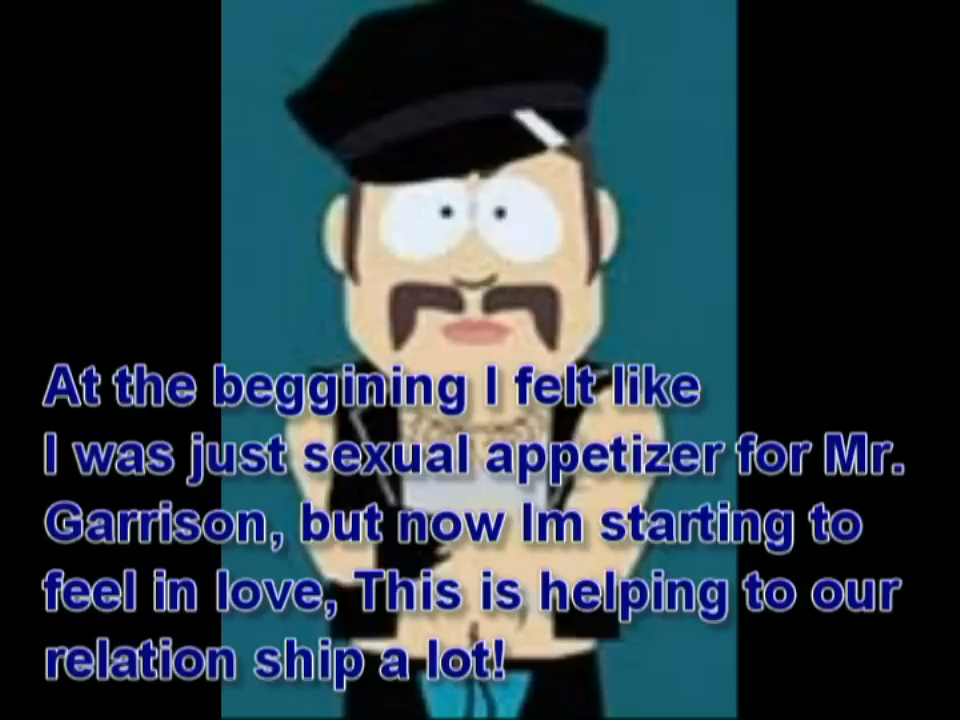 At the beggining I felt like
I was just sexual appetizer for Mr.
Garrison, but now Im starting to
feel in love, This is helping to our
relation ship a lot!